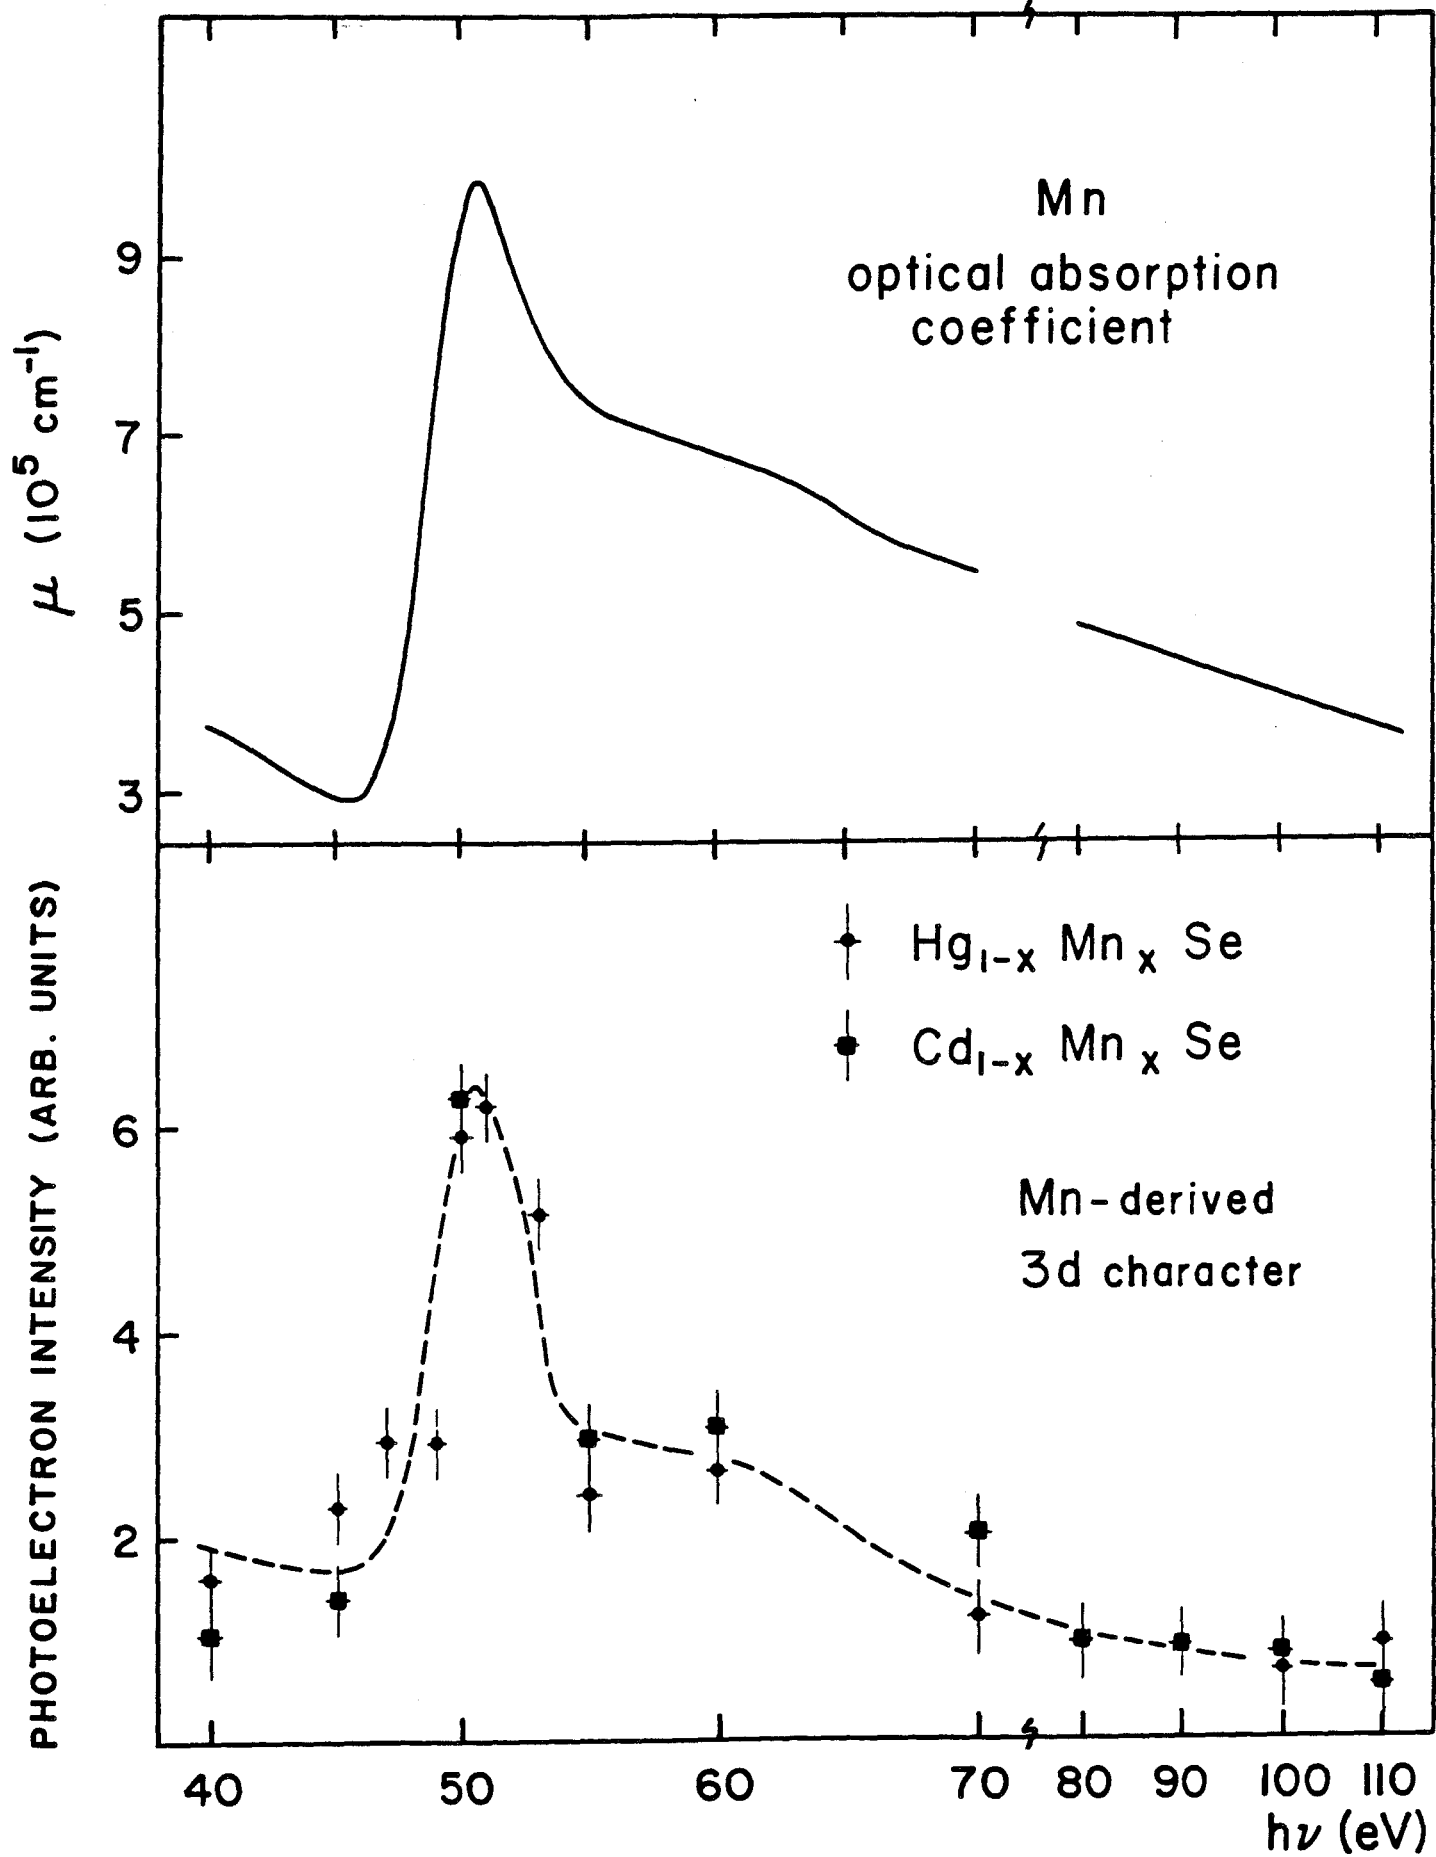 Mn
optical absorption
coefficient
9
7
5
3
μ (10⁵ cm⁻¹)
Hg₁₋ₓ Mnₓ Se
Cd₁₋ₓ Mnₓ Se
Mn-derived
3d character
6
4
2
PHOTOELECTRON INTENSITY (ARB. UNITS)
40 50 60 70 80 90 100 110
hν (eV)